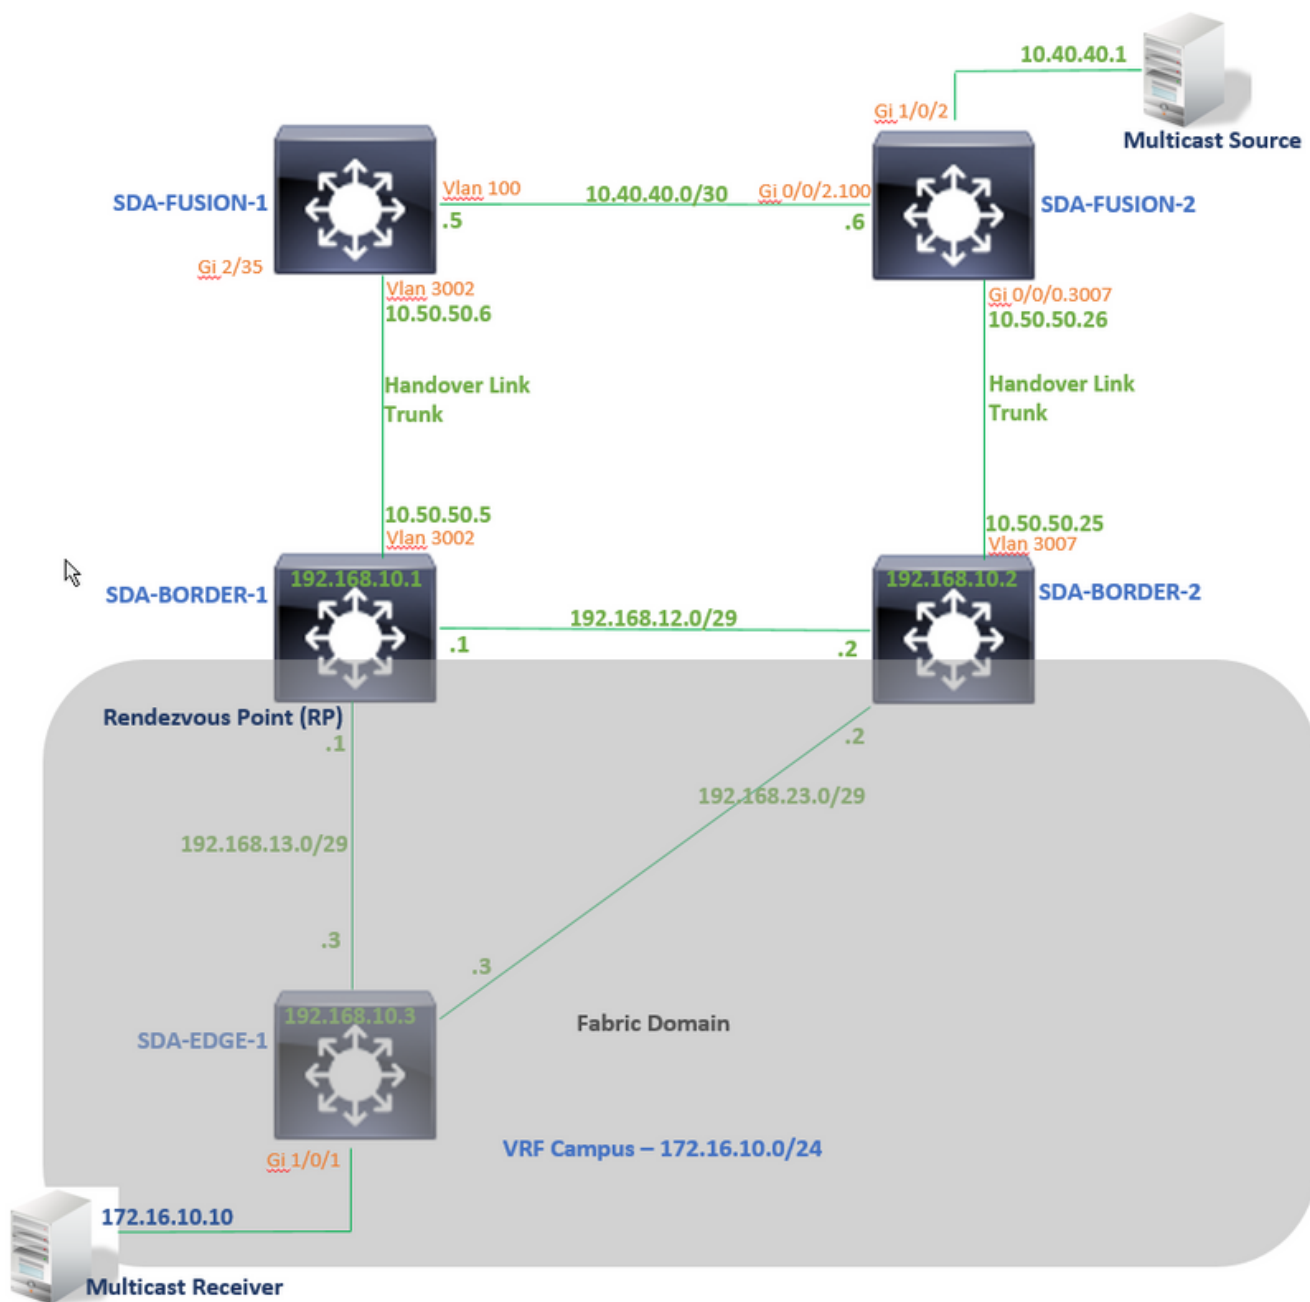 10.40.40.1
Gi 1/0/2
Multicast Source
SDA-FUSION-1
Vlan 100
10.40.40.0/30
Gi 0/0/2.100
SDA-FUSION-2
.5
.6
Gi 2/35
Vlan 3002
10.50.50.6
Gi 0/0/0.3007
10.50.50.26
Handover Link
Trunk
Handover Link
Trunk
10.50.50.5
Vlan 3002
10.50.50.25
Vlan 3007
SDA-BORDER-1
192.168.10.1
192.168.10.2
SDA-BORDER-2
192.168.12.0/29
.1
.2
Rendezvous Point (RP)
.1
.2
192.168.23.0/29
192.168.13.0/29
.3
.3
192.168.10.3
SDA-EDGE-1
Fabric Domain
VRF Campus – 172.16.10.0/24
Gi 1/0/1
172.16.10.10
Multicast Receiver